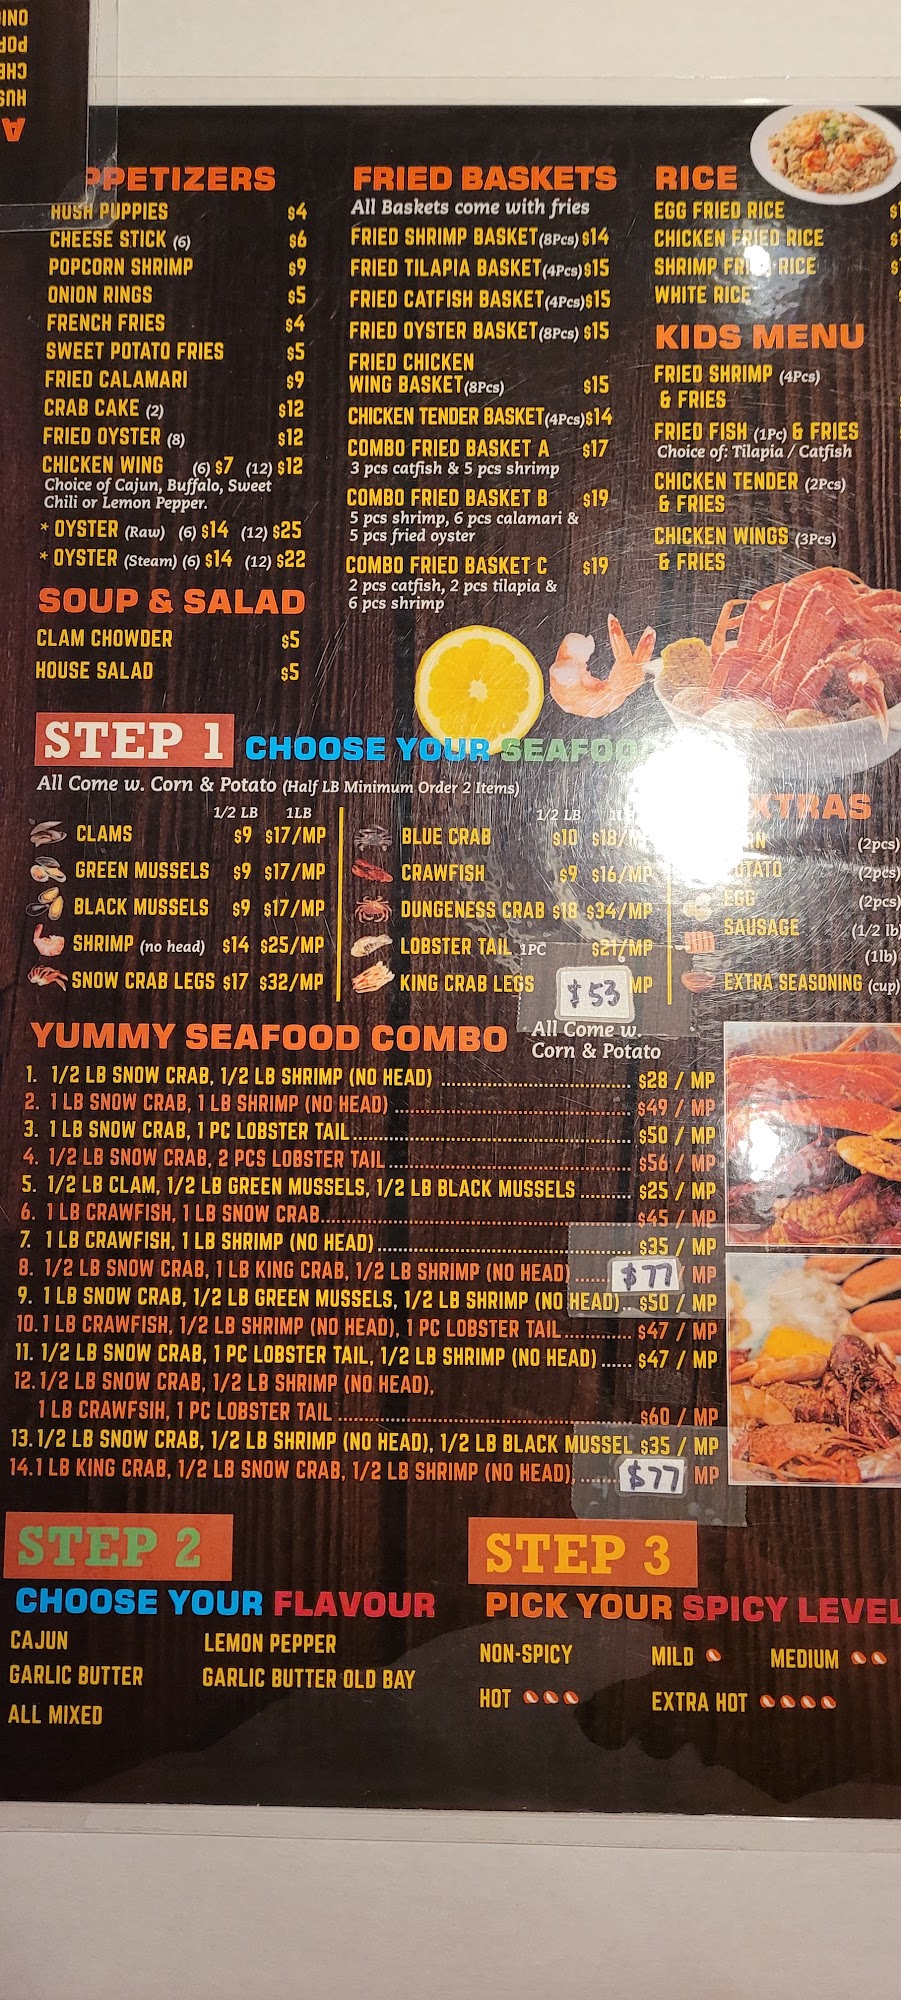 PPETIZERS
HUSH PUPPIES $4
CHEESE STICK (6) $6
POPCORN SHRIMP $9
ONION RINGS $5
FRENCH FRIES $4
SWEET POTATO FRIES $5
FRIED CALAMARI $9
CRAB CAKE (2) $12
FRIED OYSTER (8) $12
CHICKEN WING (6) $7 (12) $12
Choice of Cajun, Buffalo, Sweet
Chili or Lemon Pepper.
* OYSTER (Raw) (6) $14 (12) $25
* OYSTER (Steam) (6) $14 (12) $22
SOUP & SALAD
CLAM CHOWDER $5
HOUSE SALAD $5
FRIED BASKETS
All Baskets come with fries
FRIED SHRIMP BASKET (8Pcs) $14
FRIED TILAPIA BASKET (4Pcs) $15
FRIED CATFISH BASKET (4Pcs) $15
FRIED OYSTER BASKET (8Pcs) $15
FRIED CHICKEN
WING BASKET (8Pcs) $15
CHICKEN TENDER BASKET (4Pcs) $14
COMBO FRIED BASKET A $17
3 pcs catfish & 5 pcs shrimp
COMBO FRIED BASKET B $19
5 pcs shrimp, 6 pcs calamari &
5 pcs fried oyster
COMBO FRIED BASKET C $19
2 pcs catfish, 2 pcs tilapia &
6 pcs shrimp
RICE
EGG FRIED RICE
CHICKEN FRIED RICE
SHRIMP FRIED RICE
WHITE RICE
KIDS MENU
FRIED SHRIMP (4Pcs)
& FRIES
FRIED FISH (1Pc) & FRIES
Choice of: Tilapia / Catfish
CHICKEN TENDER (2Pcs)
& FRIES
CHICKEN WINGS (3Pcs)
& FRIES
STEP 1 CHOOSE YOUR SEAFOO
All Come w. Corn & Potato (Half LB Minimum Order 2 Items)
1/2 LB 1LB
CLAMS $9 $17/MP
GREEN MUSSELS $9 $17/MP
BLACK MUSSELS $9 $17/MP
SHRIMP (no head) $14 $25/MP
SNOW CRAB LEGS $17 $32/MP
1/2 LB
BLUE CRAB $10 $18/M
CRAWFISH $9 $16/MP
DUNGENESS CRAB $18 $34/MP
LOBSTER TAIL 1PC $21/MP
KING CRAB LEGS $53 MP
XTRAS
(2pcs)
OTATO (2pcs)
EGG (2pcs)
SAUSAGE (1/2 lb)
(1lb)
EXTRA SEASONING (cup)
YUMMY SEAFOOD COMBO All Come w.
Corn & Potato
1. 1/2 LB SNOW CRAB, 1/2 LB SHRIMP (NO HEAD) $28 / MP
2. 1 LB SNOW CRAB, 1 LB SHRIMP (NO HEAD) $49 / MP
3. 1 LB SNOW CRAB, 1 PC LOBSTER TAIL $50 / MP
4. 1/2 LB SNOW CRAB, 2 PCS LOBSTER TAIL $56 / MP
5. 1/2 LB CLAM, 1/2 LB GREEN MUSSELS, 1/2 LB BLACK MUSSELS $25 / MP
6. 1 LB CRAWFISH, 1 LB SNOW CRAB $45 / MP
7. 1 LB CRAWFISH, 1 LB SHRIMP (NO HEAD) $35 / MP
8. 1/2 LB SNOW CRAB, 1 LB KING CRAB, 1/2 LB SHRIMP (NO HEAD) $77 / MP
9. 1 LB SNOW CRAB, 1/2 LB GREEN MUSSELS, 1/2 LB SHRIMP (NO HEAD) $50 / MP
10. 1 LB CRAWFISH, 1/2 LB SHRIMP (NO HEAD), 1 PC LOBSTER TAIL $47 / MP
11. 1/2 LB SNOW CRAB, 1 PC LOBSTER TAIL, 1/2 LB SHRIMP (NO HEAD) $47 / MP
12. 1/2 LB SNOW CRAB, 1/2 LB SHRIMP (NO HEAD),
1 LB CRAWFSIH, 1 PC LOBSTER TAIL $60 / MP
13. 1/2 LB SNOW CRAB, 1/2 LB SHRIMP (NO HEAD), 1/2 LB BLACK MUSSEL $35 / MP
14. 1 LB KING CRAB, 1/2 LB SNOW CRAB, 1/2 LB SHRIMP (NO HEAD), $77 MP
STEP 2
CHOOSE YOUR FLAVOUR
CAJUN LEMON PEPPER
GARLIC BUTTER GARLIC BUTTER OLD BAY
ALL MIXED
STEP 3
PICK YOUR SPICY LEVEL
NON-SPICY MILD MEDIUM
HOT EXTRA HOT